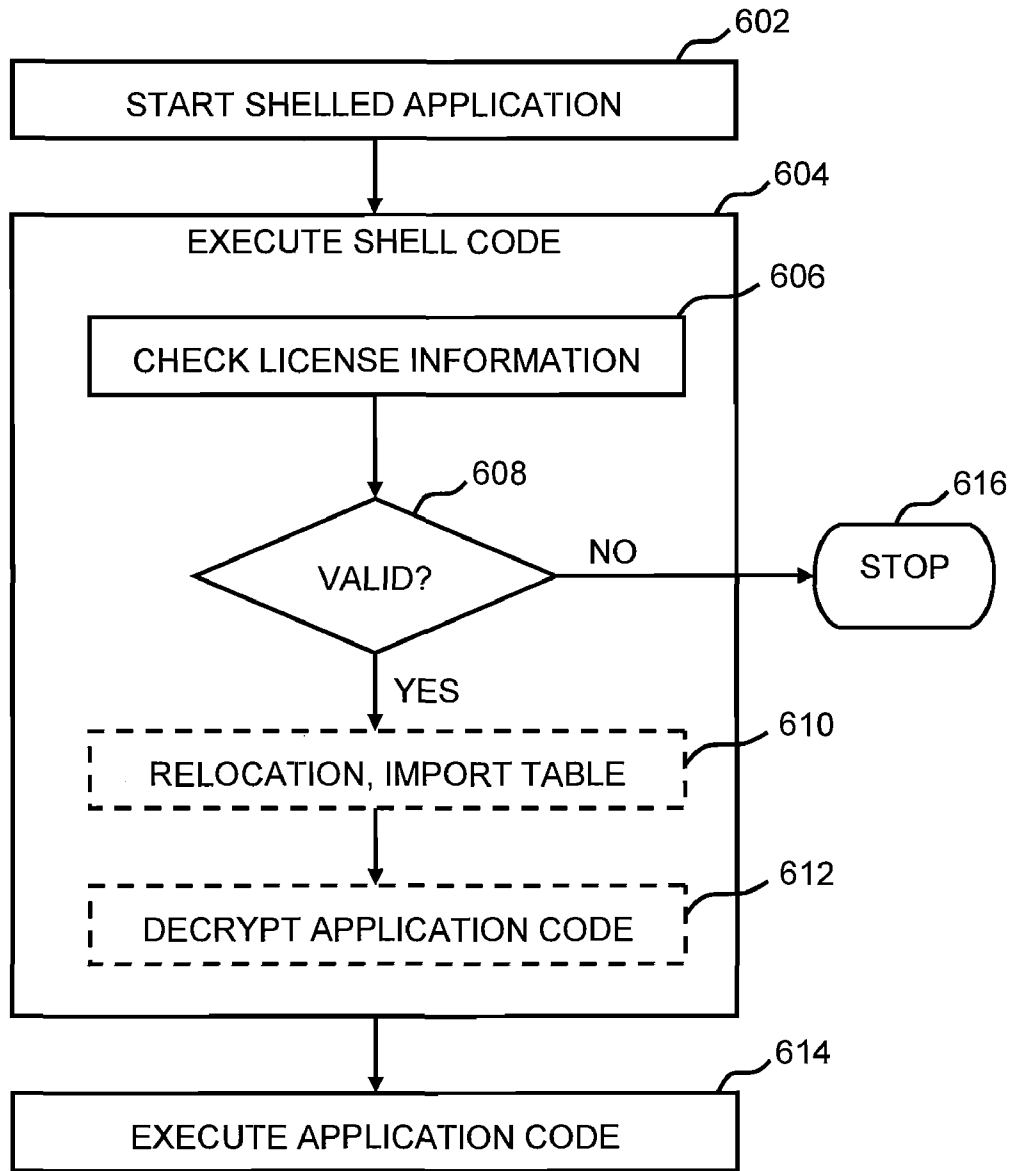 602
START SHELLED APPLICATION
604
EXECUTE SHELL CODE
606
CHECK LICENSE INFORMATION
608
616
VALID?
NO
STOP
YES
610
RELOCATION, IMPORT TABLE
612
DECRYPT APPLICATION CODE
614
EXECUTE APPLICATION CODE